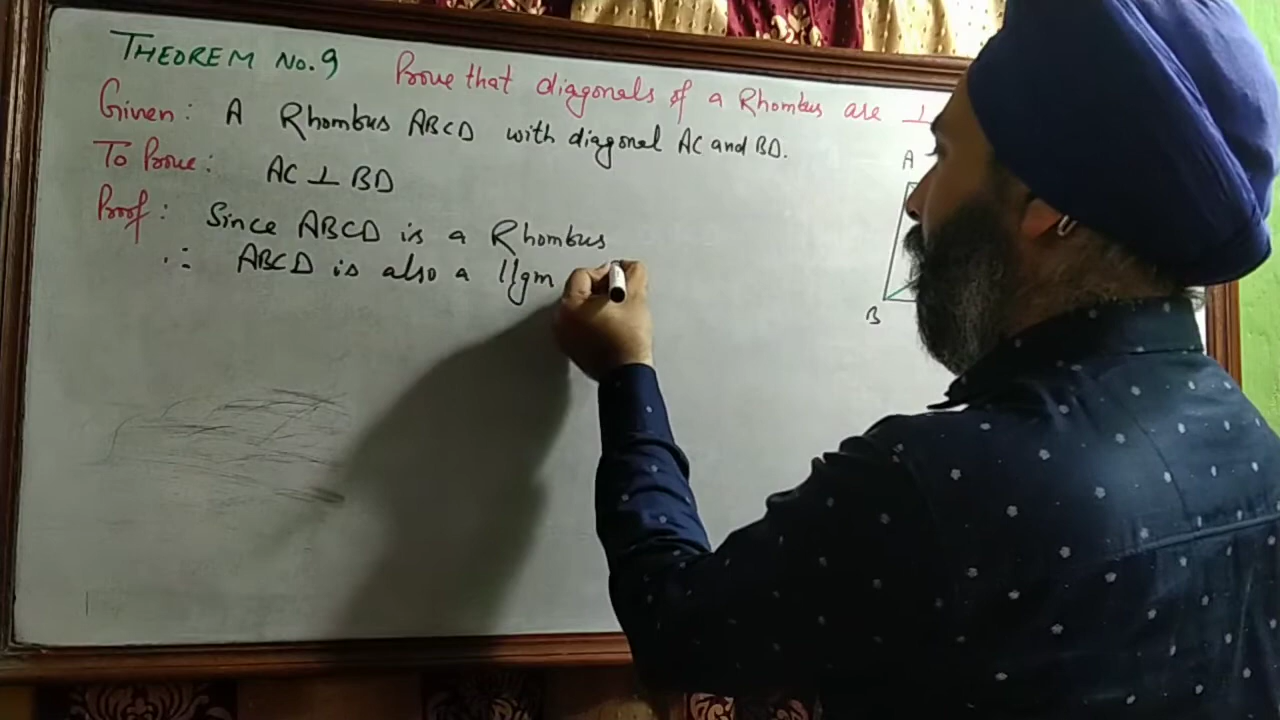 THEOREM No.9 Prove that diagonals of a Rhombus are ⊥
Given: A Rhombus ABCD with diagonal AC and BD.
To Prove: AC ⊥ BD
Proof: Since ABCD is a Rhombus
∴ ABCD is also a ||gm
A
B